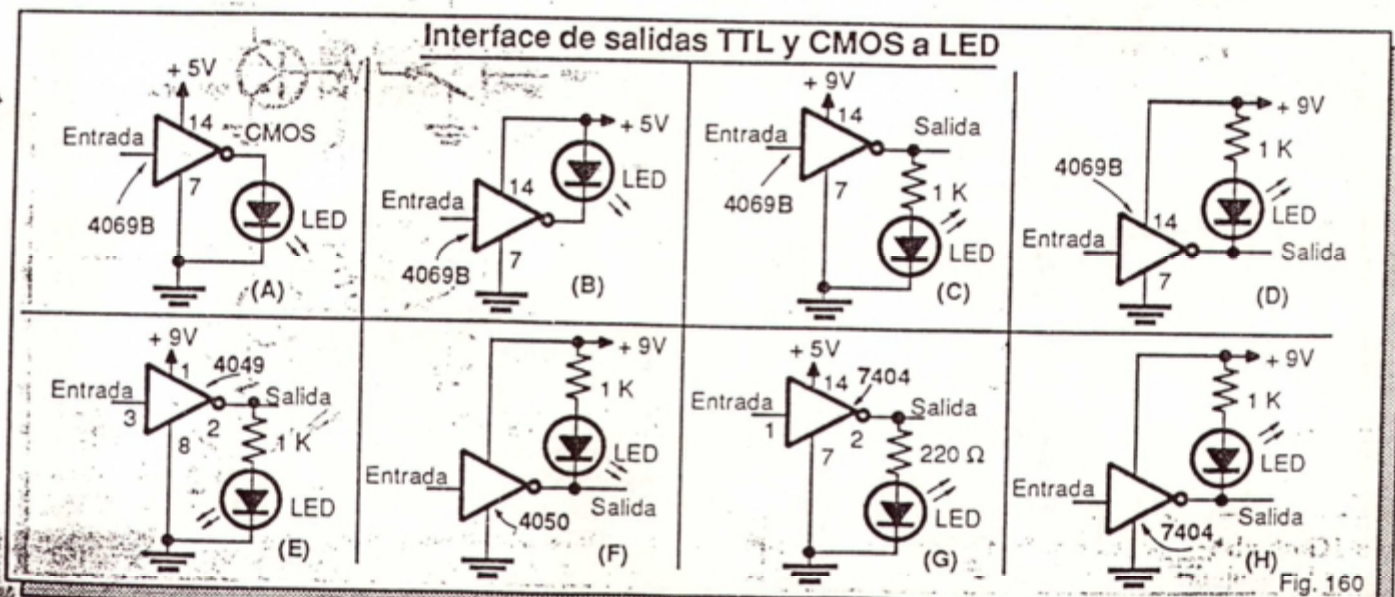 Interface de salidas TTL y CMOS a LED
+ 5V
14
CMOS
Entrada
7
4069B
LED
(A)
+ 5V
14
LED
Entrada
4069B
7
(B)
+ 9V
14
Salida
Entrada
1 K
7
4069B
LED
(C)
+ 9V
1 K
4069B
14
LED
Entrada
Salida
7
(D)
+ 9V
1
4049
Entrada
Salida
3
2
8
1 K
LED
(E)
+ 9V
1 K
LED
Entrada
Salida
4050
(F)
+ 5V
14
7404
Entrada
Salida
1
2
7
220 Ω
LED
(G)
+ 9V
1 K
LED
Entrada
Salida
7404
(H)
Fig. 160